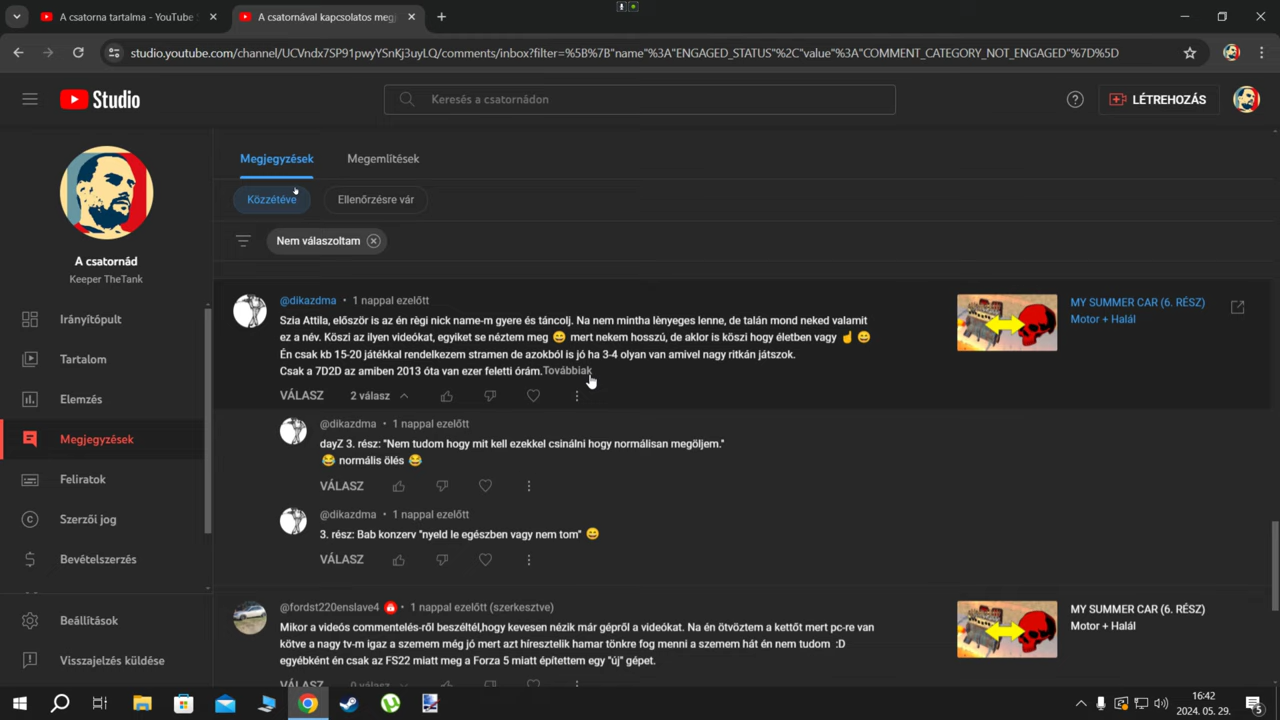 A csatorna tartalma - YouTube S
A csatornával kapcsolatos megj
studio.youtube.com/channel/UCVndx7SP91pwyYSnKj3uyLQ/comments/inbox?filter=%5B%7B"name"%3A"ENGAGED_STATUS"%2C"value"%3A"COMMENT_CATEGORY_NOT_ENGAGED"%7D%5D
Studio
Keresés a csatornádon
LÉTREHOZÁS
A csatornád
Keeper TheTank
Irányítópult
Tartalom
Elemzés
Megjegyzések
Feliratok
Szerzői jog
Bevételszerzés
Beállítások
Visszajelzés küldése
Megjegyzések
Megemlítések
Közzétéve
Ellenőrzésre vár
Nem válaszoltam
@dikazdma • 1 nappal ezelőtt
Szia Attila, először is az én règi nick name-m gyere és táncolj. Na nem mintha lènyeges lenne, de talán mond neked valamit
ez a név. Köszi az ilyen videókat, egyiket se néztem meg 😄 mert nekem hosszú, de aklor is köszi hogy életben vagy ☝️😄
Én csak kb 15-20 játékkal rendelkezem stramen de azokból is jó ha 3-4 olyan van amivel nagy ritkán játszok.
Csak a 7D2D az amiben 2013 óta van ezer feletti órám.Továbbiak
VÁLASZ
2 válasz
MY SUMMER CAR (6. RÉSZ)
Motor + Halál
@dikazdma • 1 nappal ezelőtt
dayZ 3. rész: "Nem tudom hogy mit kell ezekkel csinálni hogy normálisan megöljem."
😂 normális ölés 😂
VÁLASZ
@dikazdma • 1 nappal ezelőtt
3. rész: Bab konzerv "nyeld le egészben vagy nem tom" 😄
VÁLASZ
@fordst220enslave4 • 1 nappal ezelőtt (szerkesztve)
Mikor a videós commentelés-ről beszéltél,hogy kevesen nézik már gépről a videókat. Na én ötvöztem a kettőt mert pc-re van
kötve a nagy tv-m igaz a szemem még jó mert azt híresztelik hamar tönkre fog menni a szemem hát én nem tudom :D
egyébként én csak az FS22 miatt meg a Forza 5 miatt építettem egy "új" gépet.
VÁLASZ
0 válasz
MY SUMMER CAR (6. RÉSZ)
Motor + Halál
16:42
2024. 05. 29.
5